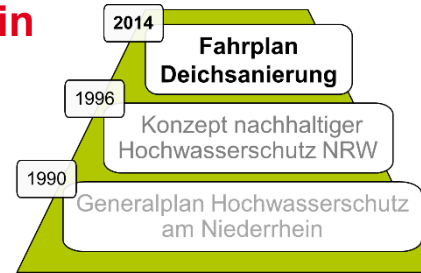 in
2014
Fahrplan
Deichsanierung
1996
Konzept nachhaltiger
Hochwasserschutz NRW
1990
Generalplan Hochwasserschutz
am Niederrhein